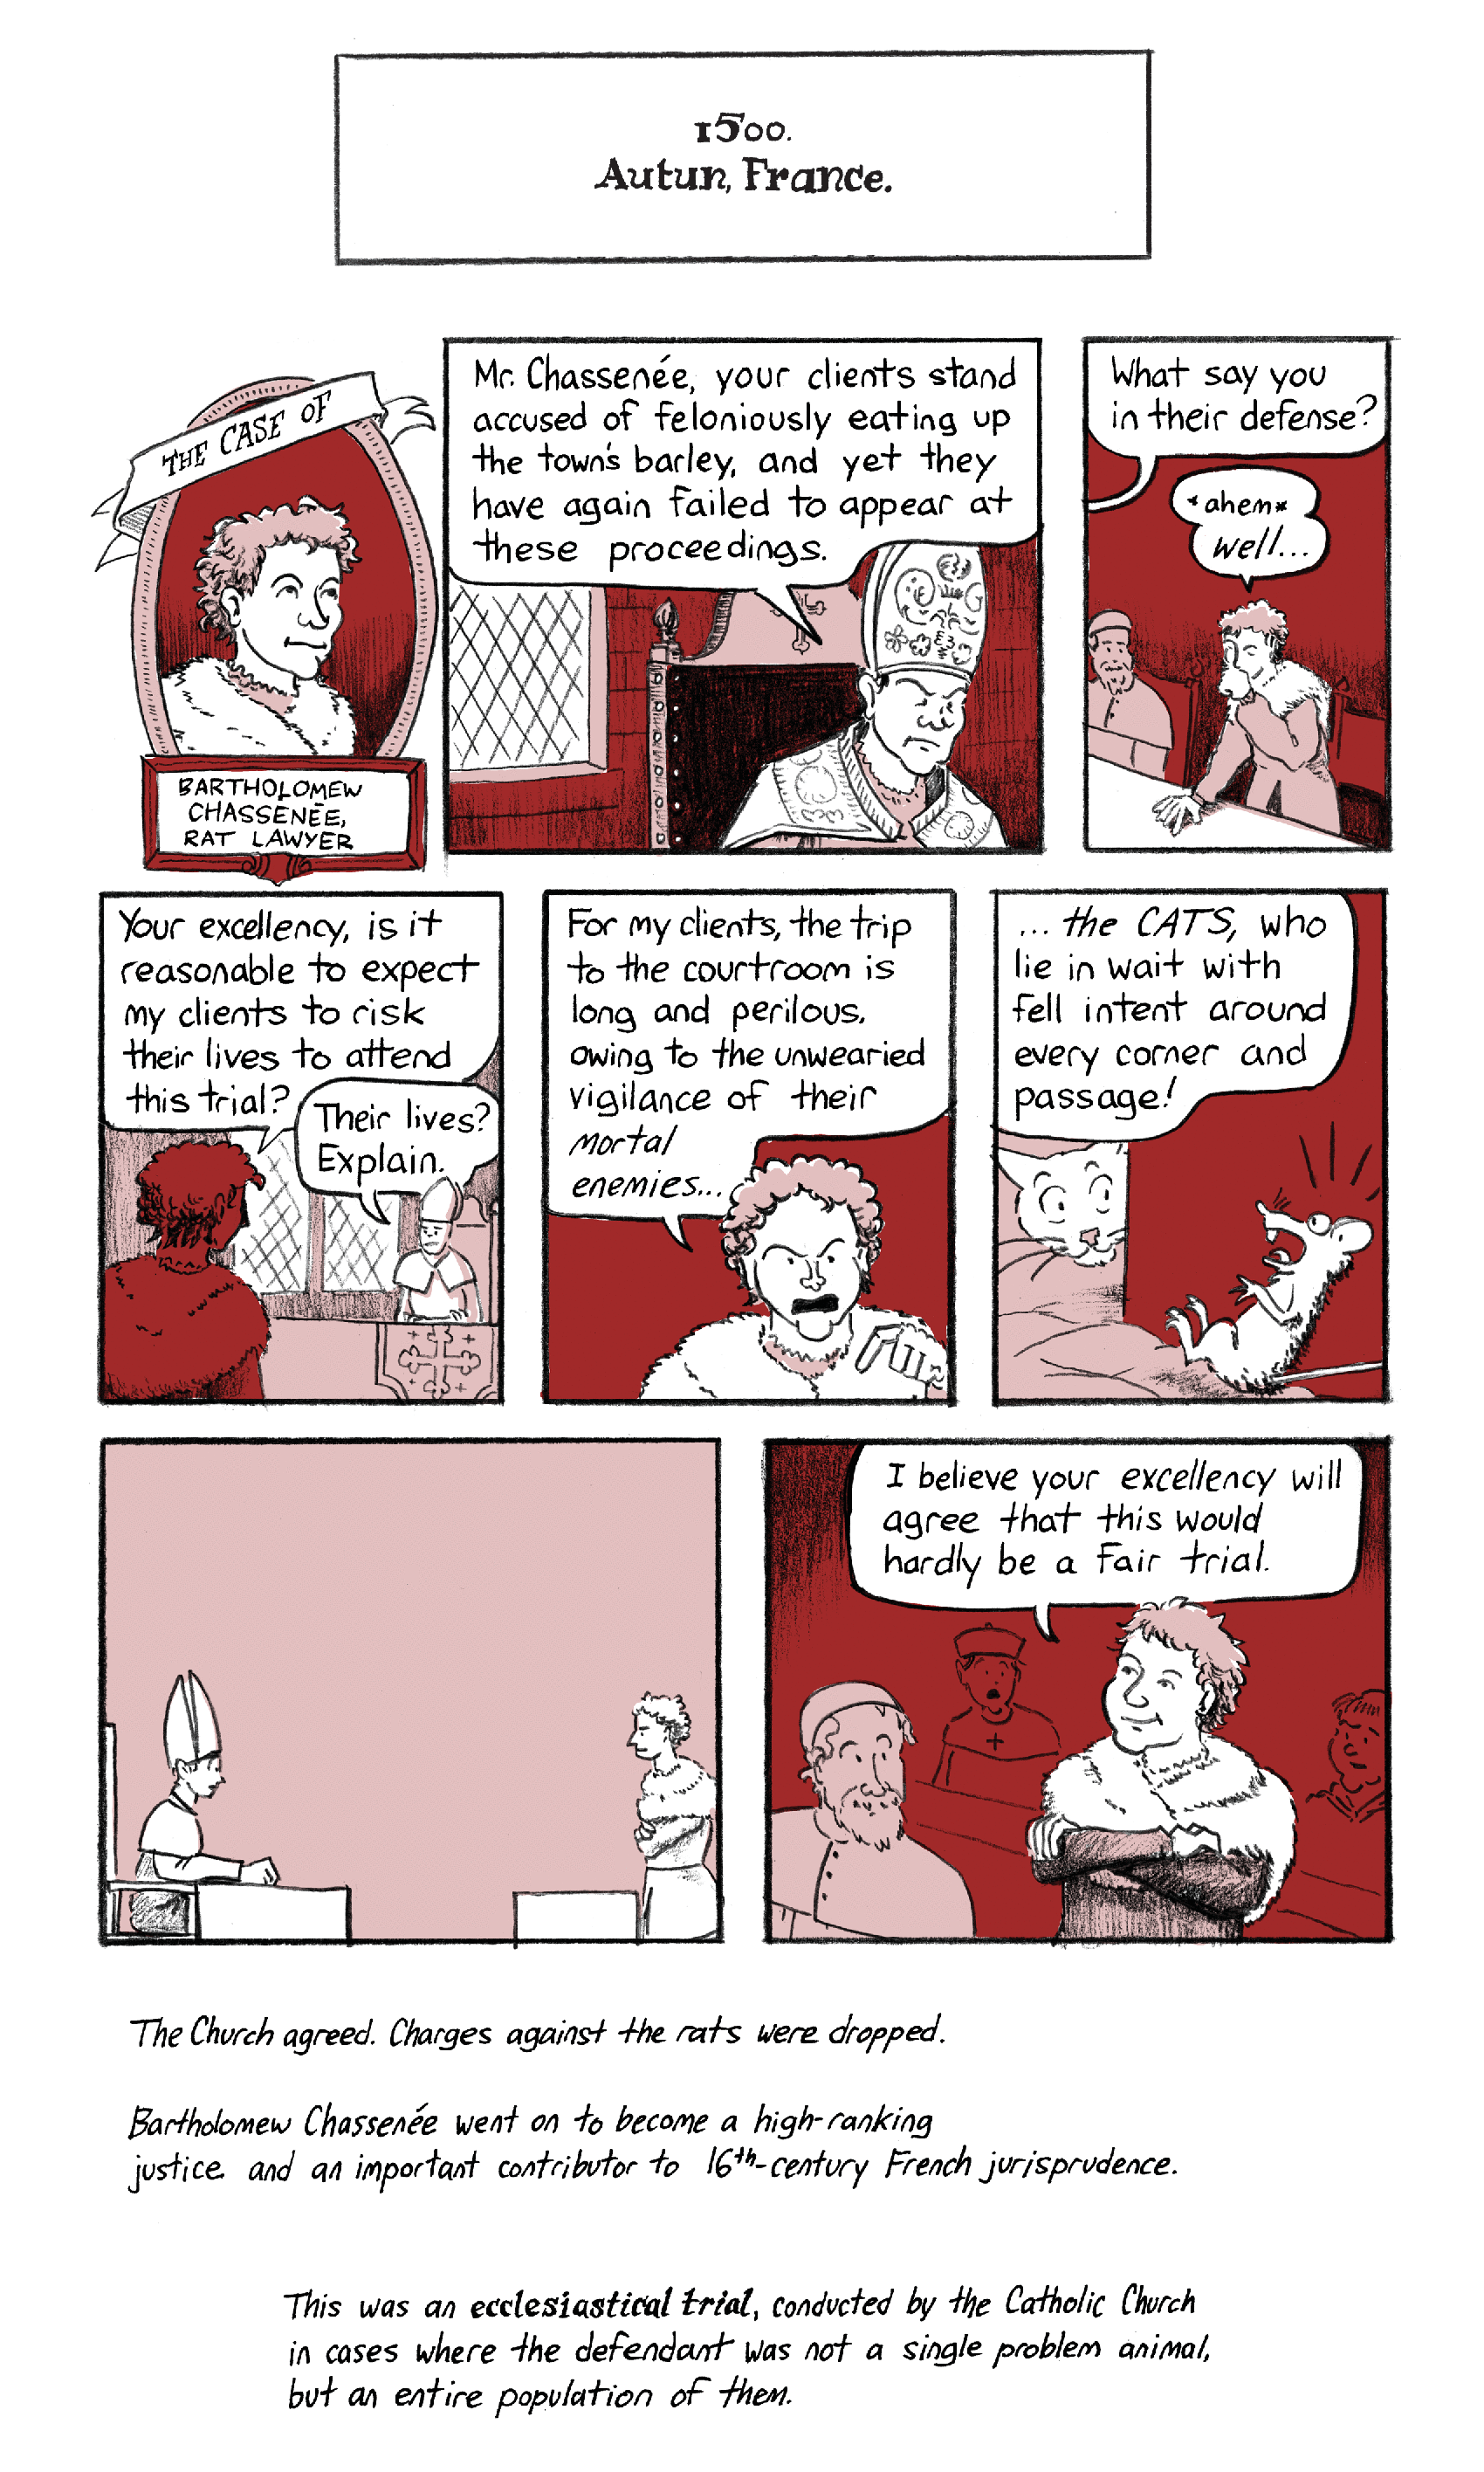 1500.
Autun, France.
THE CASE OF
BARTHOLOMEW
CHASSENÉE,
RAT LAWYER
Mr. Chassenée, your clients stand
accused of feloniously eating up
the town's barley, and yet they
have again failed to appear at
these proceedings.
What say you
in their defense?
*ahem*
well...
Your excellency, is it
reasonable to expect
my clients to risk
their lives to attend
this trial?
Their lives?
Explain.
For my clients, the trip
to the courtroom is
long and perilous,
owing to the unwearied
vigilance of their
mortal
enemies...
... the CATS, who
lie in wait with
fell intent around
every corner and
passage!
I believe your excellency will
agree that this would
hardly be a fair trial.
The Church agreed. Charges against the rats were dropped.
Bartholomew Chassenée went on to become a high-ranking
justice and an important contributor to 16th-century French jurisprudence.
This was an ecclesiastical trial, conducted by the Catholic Church
in cases where the defendant was not a single problem animal,
but an entire population of them.